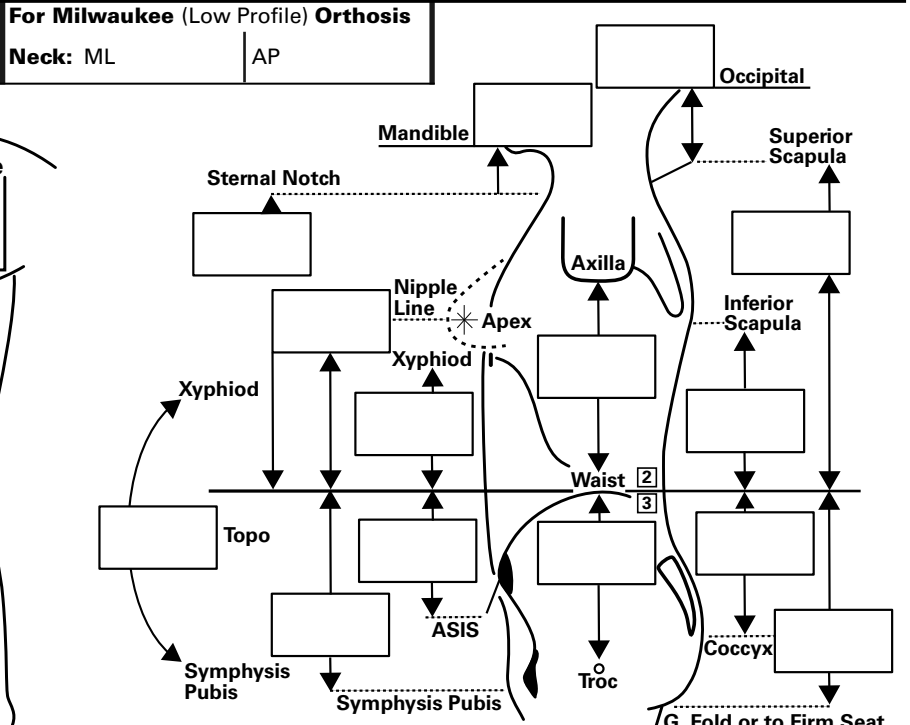 For Milwaukee (Low Profile) Orthosis
Neck: ML AP
Occipital
Mandible
Superior
Scapula
Sternal Notch
Axilla
Nipple
Line
Apex
Inferior
Scapula
Xyphiod
Xyphiod
Waist 2
3
Topo
ASIS
Coccyx
Symphysis
Pubis
Troc
Symphysis Pubis
G. Fold or to Firm Seat